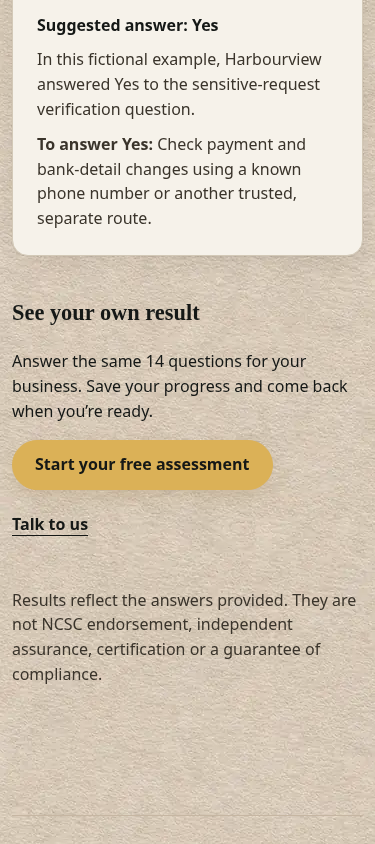 Suggested answer: Yes
In this fictional example, Harbourview
answered Yes to the sensitive-request
verification question.
To answer Yes: Check payment and
bank-detail changes using a known
phone number or another trusted,
separate route.
See your own result
Answer the same 14 questions for your
business. Save your progress and come back
when you’re ready.
Start your free assessment
Talk to us
Results reflect the answers provided. They are
not NCSC endorsement, independent
assurance, certification or a guarantee of
compliance.